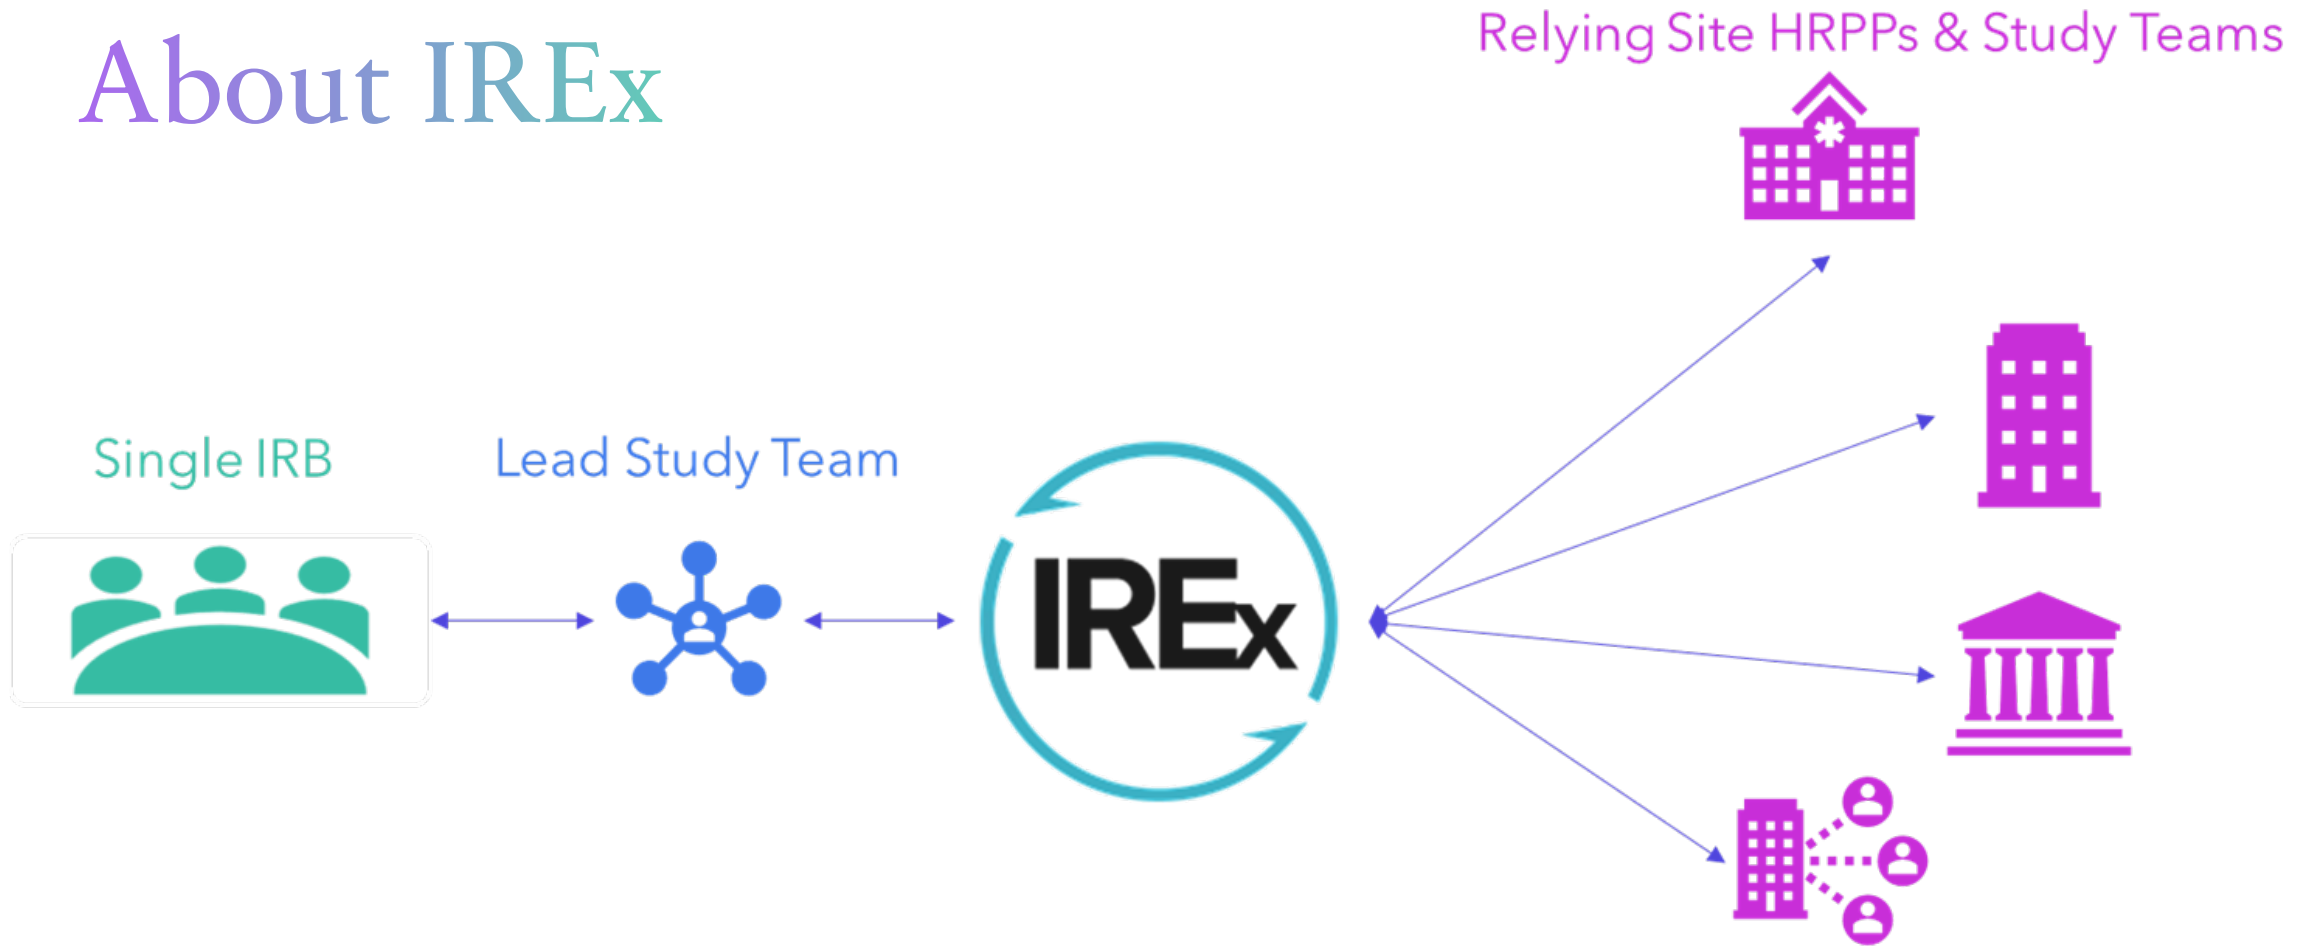 About IREx
Relying Site HRPPs & Study Teams
Single IRB
Lead Study Team
IREx